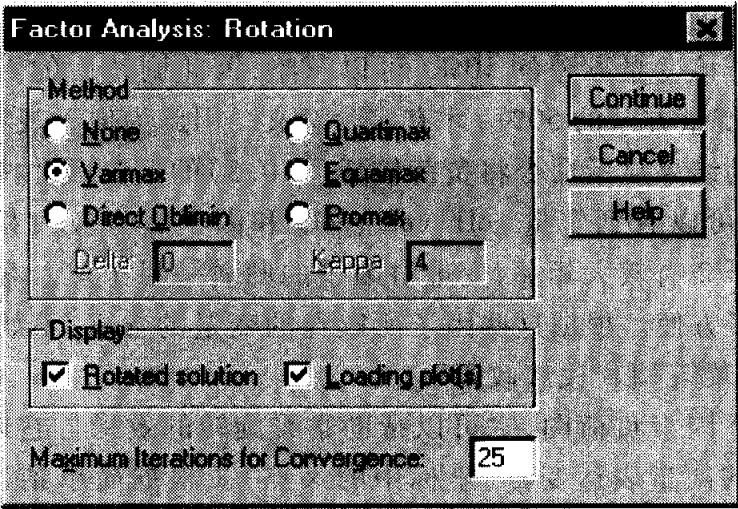 Factor Analysis: Rotation
Method
None
Quartimax
Varimax
Equamax
Direct Oblimin
Promax
Delta: 0
Kappa 4
Display
Rotated solution
Loading plot(s)
Maximum Iterations for Convergence: 25
Continue
Cancel
Help